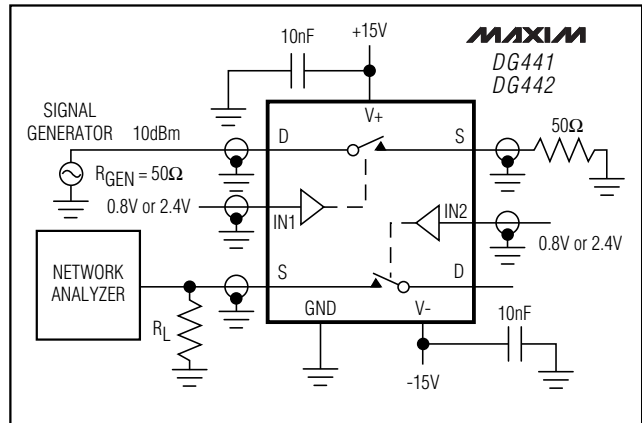 10nF
+15V
MAXIM
DG441
DG442
V+
SIGNAL
GENERATOR
10dBm
D
S
50Ω
RGEN = 50Ω
0.8V or 2.4V
IN1
IN2
0.8V or 2.4V
NETWORK
ANALYZER
S
D
RL
GND
V-
10nF
-15V